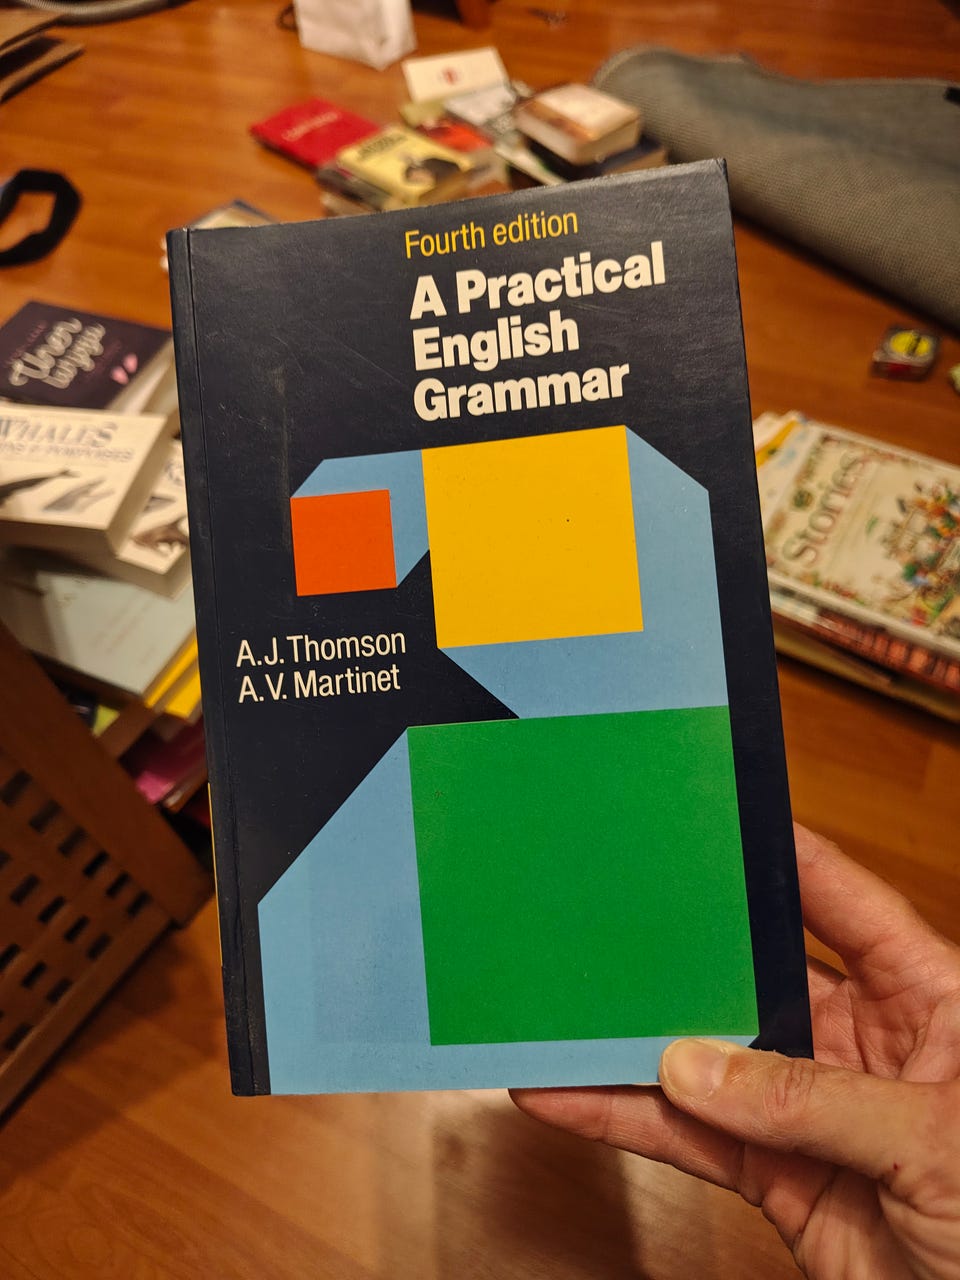 Fourth edition
A Practical
English
Grammar
A.J. Thomson
A.V. Martinet
WHALES
Stories